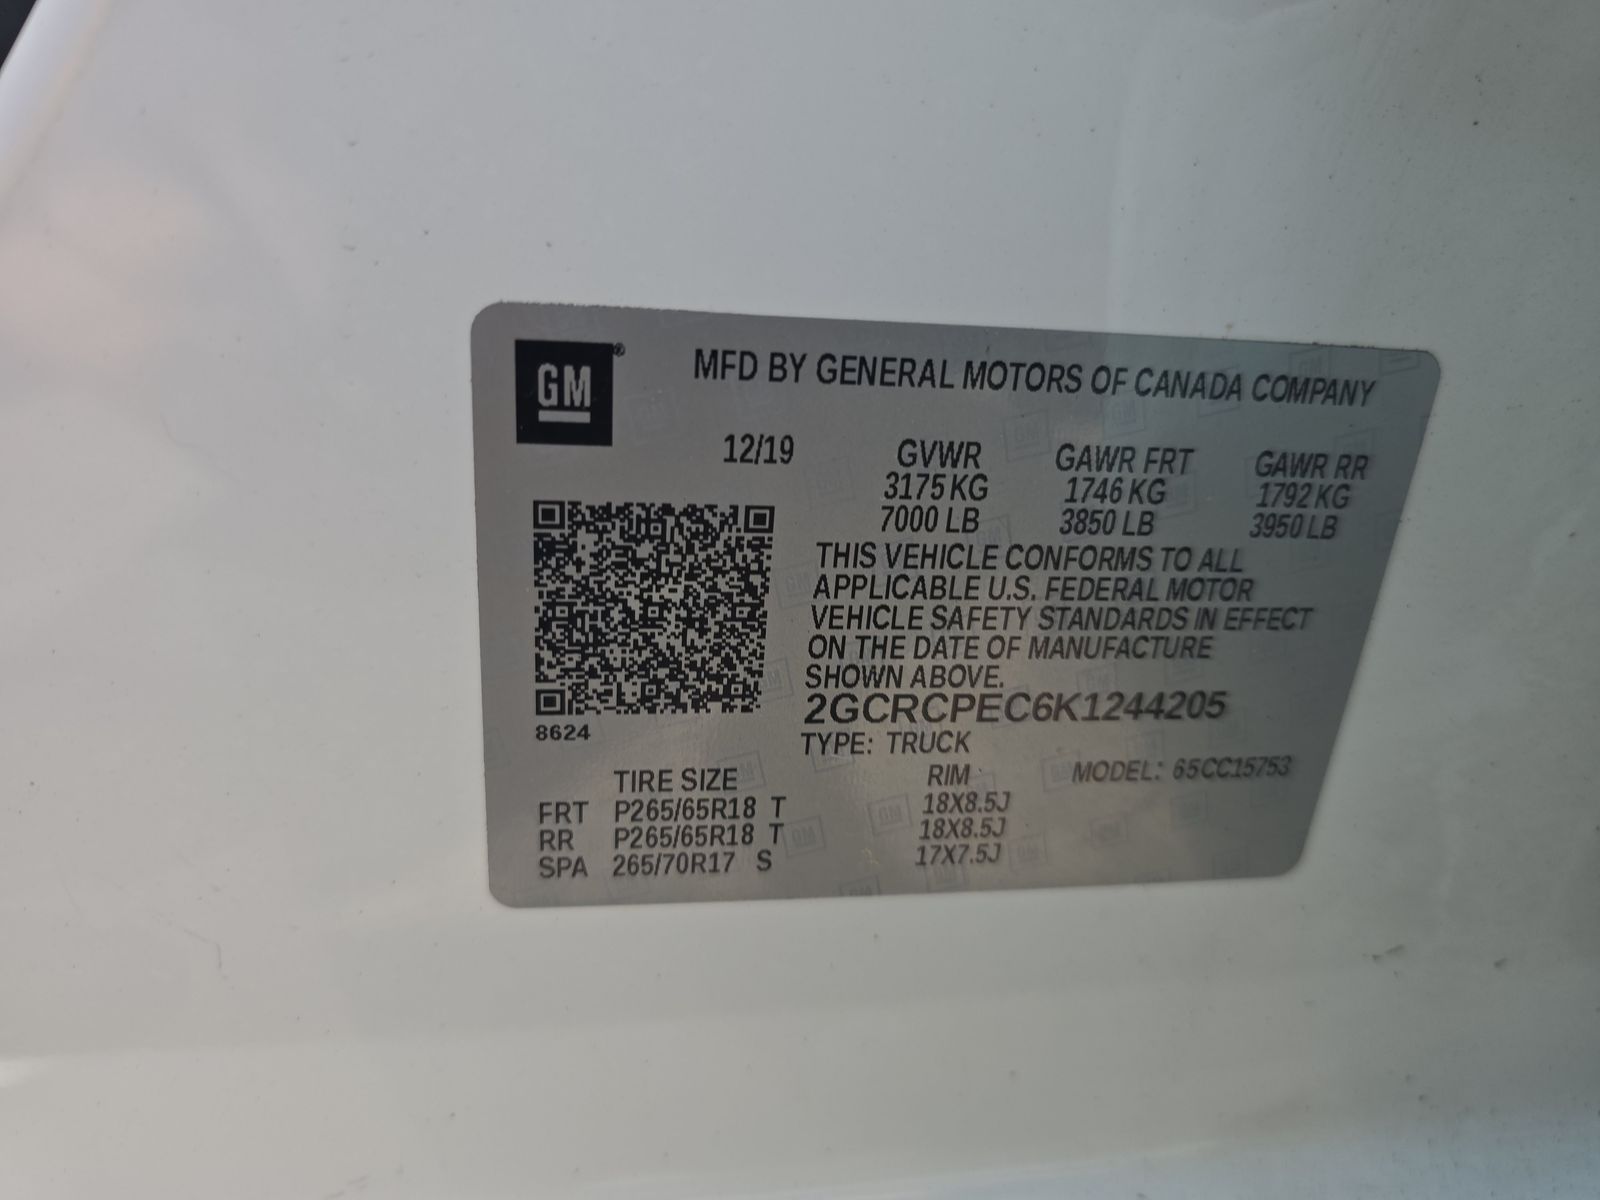 GM®
MFD BY GENERAL MOTORS OF CANADA COMPANY
12/19 GVWR GAWR FRT GAWR RR
3175 KG 1746 KG 1792 KG
7000 LB 3850 LB 3950 LB
THIS VEHICLE CONFORMS TO ALL
APPLICABLE U.S. FEDERAL MOTOR
VEHICLE SAFETY STANDARDS IN EFFECT
ON THE DATE OF MANUFACTURE
SHOWN ABOVE.
2GCRCPEC6K1244205
8624
TYPE: TRUCK
MODEL: 65CC15753
TIRE SIZE RIM
FRT P265/65R18 T 18X8.5J
RR P265/65R18 T 18X8.5J
SPA 265/70R17 S 17X7.5J